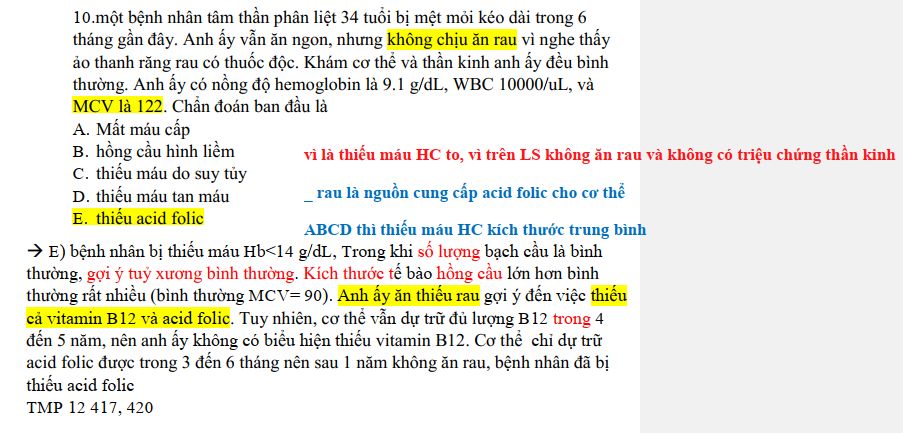 10.một bệnh nhân tâm thần phân liệt 34 tuổi bị mệt mỏi kéo dài trong 6
tháng gần đây. Anh ấy vẫn ăn ngon, nhưng không chịu ăn rau vì nghe thấy
ảo thanh rằng rau có thuốc độc. Khám cơ thể và thần kinh anh ấy đều bình
thường. Anh ấy có nồng độ hemoglobin là 9.1 g/dL, WBC 10000/uL, và
MCV là 122. Chẩn đoán ban đầu là
A. Mất máu cấp
B. hồng cầu hình liềm
vì là thiếu máu HC to, vì trên LS không ăn rau và không có triệu chứng thần kinh
C. thiếu máu do suy tủy
D. thiếu máu tan máu
_ rau là nguồn cung cấp acid folic cho cơ thể
E. thiếu acid folic
ABCD thì thiếu máu HC kích thước trung bình
→ E) bệnh nhân bị thiếu máu Hb<14 g/dL, Trong khi số lượng bạch cầu là bình
thường, gợi ý tuỷ xương bình thường. Kích thước tế bào hồng cầu lớn hơn bình
thường rất nhiều (bình thường MCV= 90). Anh ấy ăn thiếu rau gợi ý đến việc thiếu
cả vitamin B12 và acid folic. Tuy nhiên, cơ thể vẫn dự trữ đủ lượng B12 trong 4
đến 5 năm, nên anh ấy không có biểu hiện thiếu vitamin B12. Cơ thể  chỉ dự trữ
acid folic được trong 3 đến 6 tháng nên sau 1 năm không ăn rau, bệnh nhân đã bị
thiếu acid folic
TMP 12 417, 420